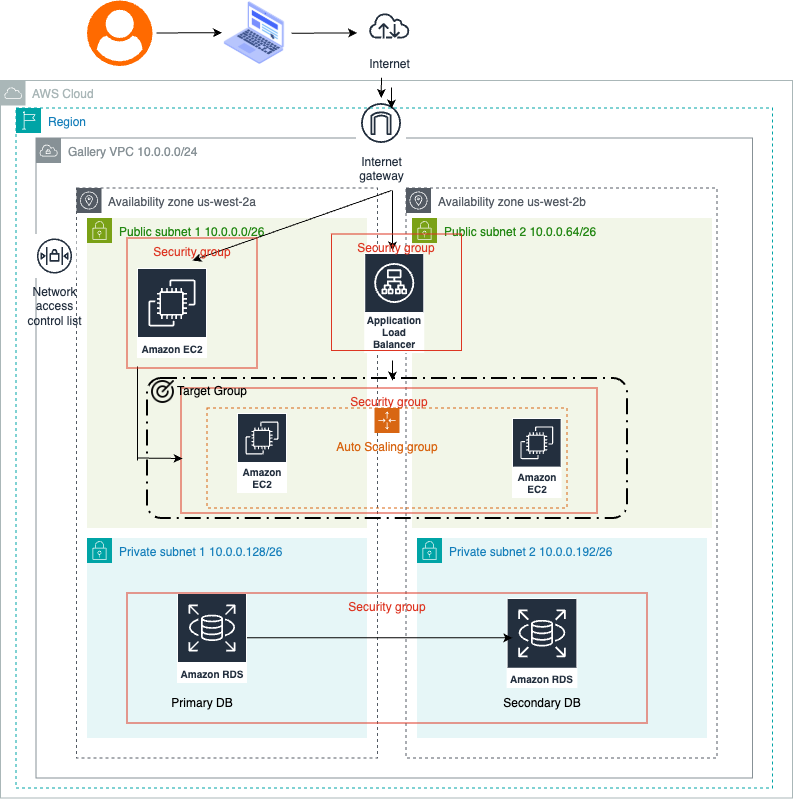 Internet
AWS Cloud
Region
Gallery VPC 10.0.0.0/24
Internet
gateway
Availability zone us-west-2a
Availability zone us-west-2b
Public subnet 1 10.0.0.0/26
Public subnet 2 10.0.0.64/26
Security group
Security group
Network
access
control list
Amazon EC2
Application
Load
Balancer
Target Group
Security group
Auto Scaling group
Amazon
EC2
Amazon
EC2
Private subnet 1 10.0.0.128/26
Private subnet 2 10.0.0.192/26
Security group
Amazon RDS
Amazon RDS
Primary DB
Secondary DB